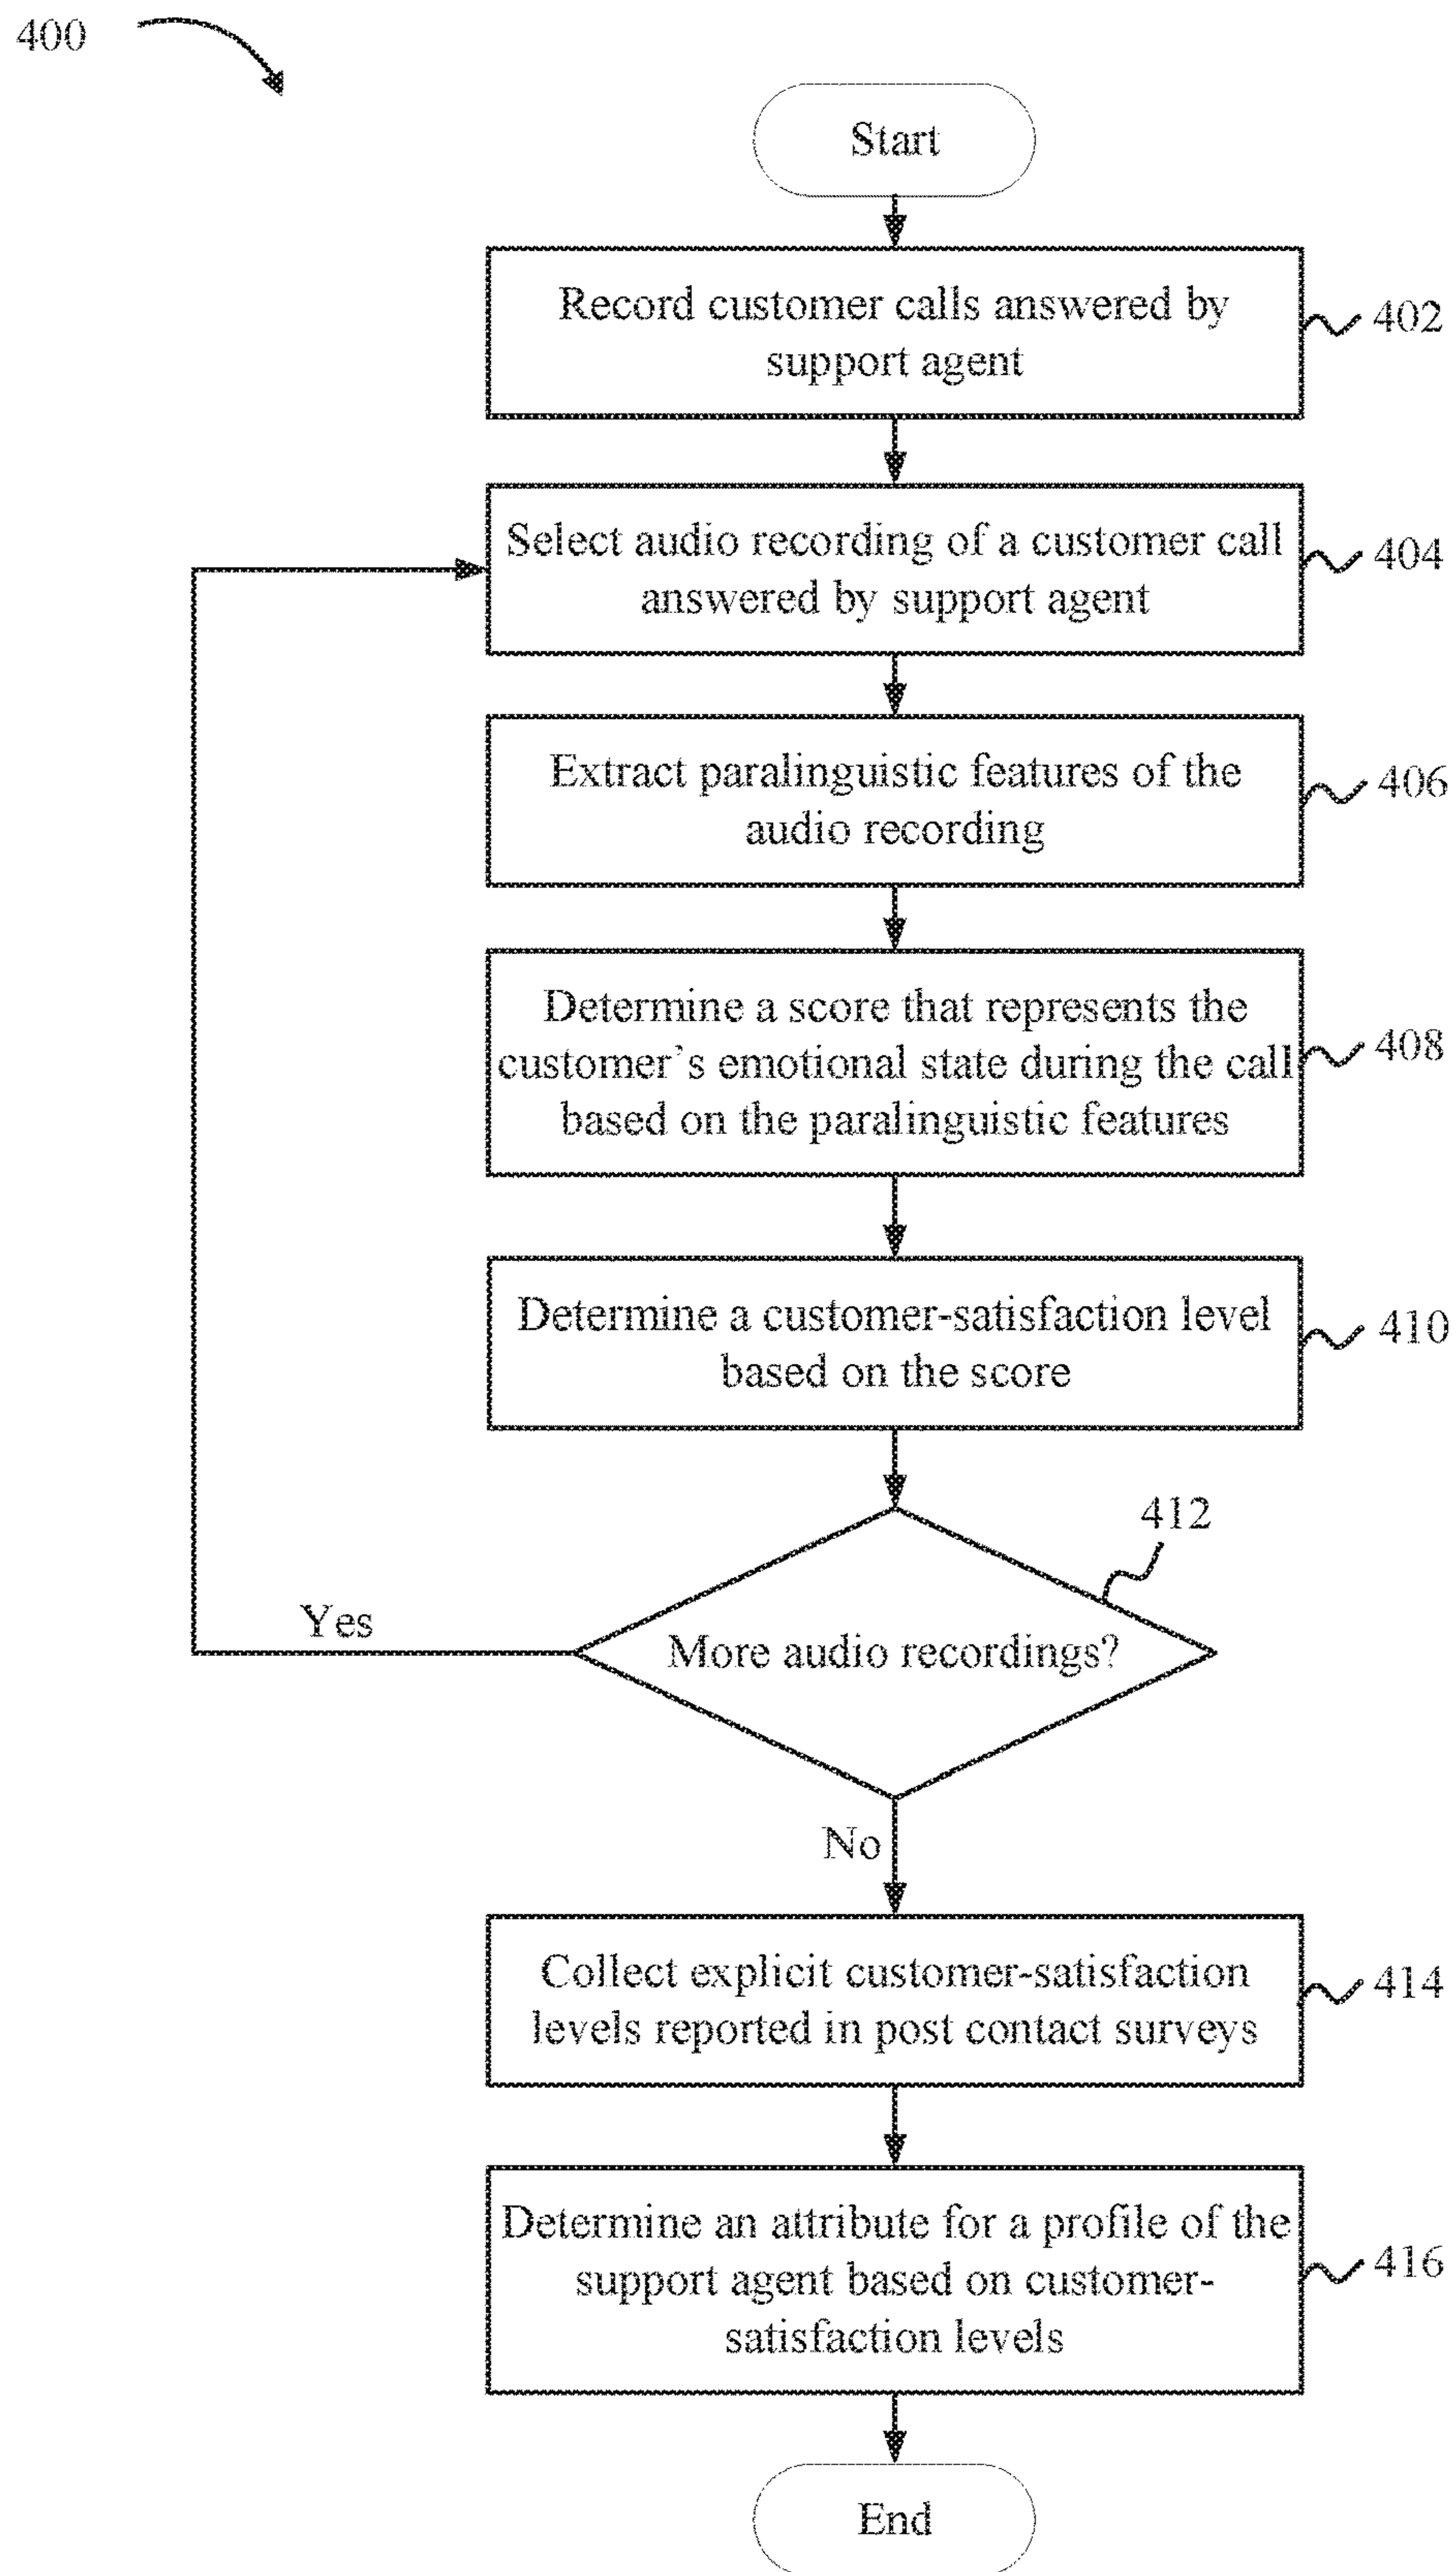 400
Start
Record customer calls answered by
support agent
402
Select audio recording of a customer call
answered by support agent
404
Extract paralinguistic features of the
audio recording
406
Determine a score that represents the
customer's emotional state during the call
based on the paralinguistic features
408
Determine a customer-satisfaction level
based on the score
410
412
More audio recordings?
Yes
No
Collect explicit customer-satisfaction
levels reported in post contact surveys
414
Determine an attribute for a profile of the
support agent based on customer-
satisfaction levels
416
End